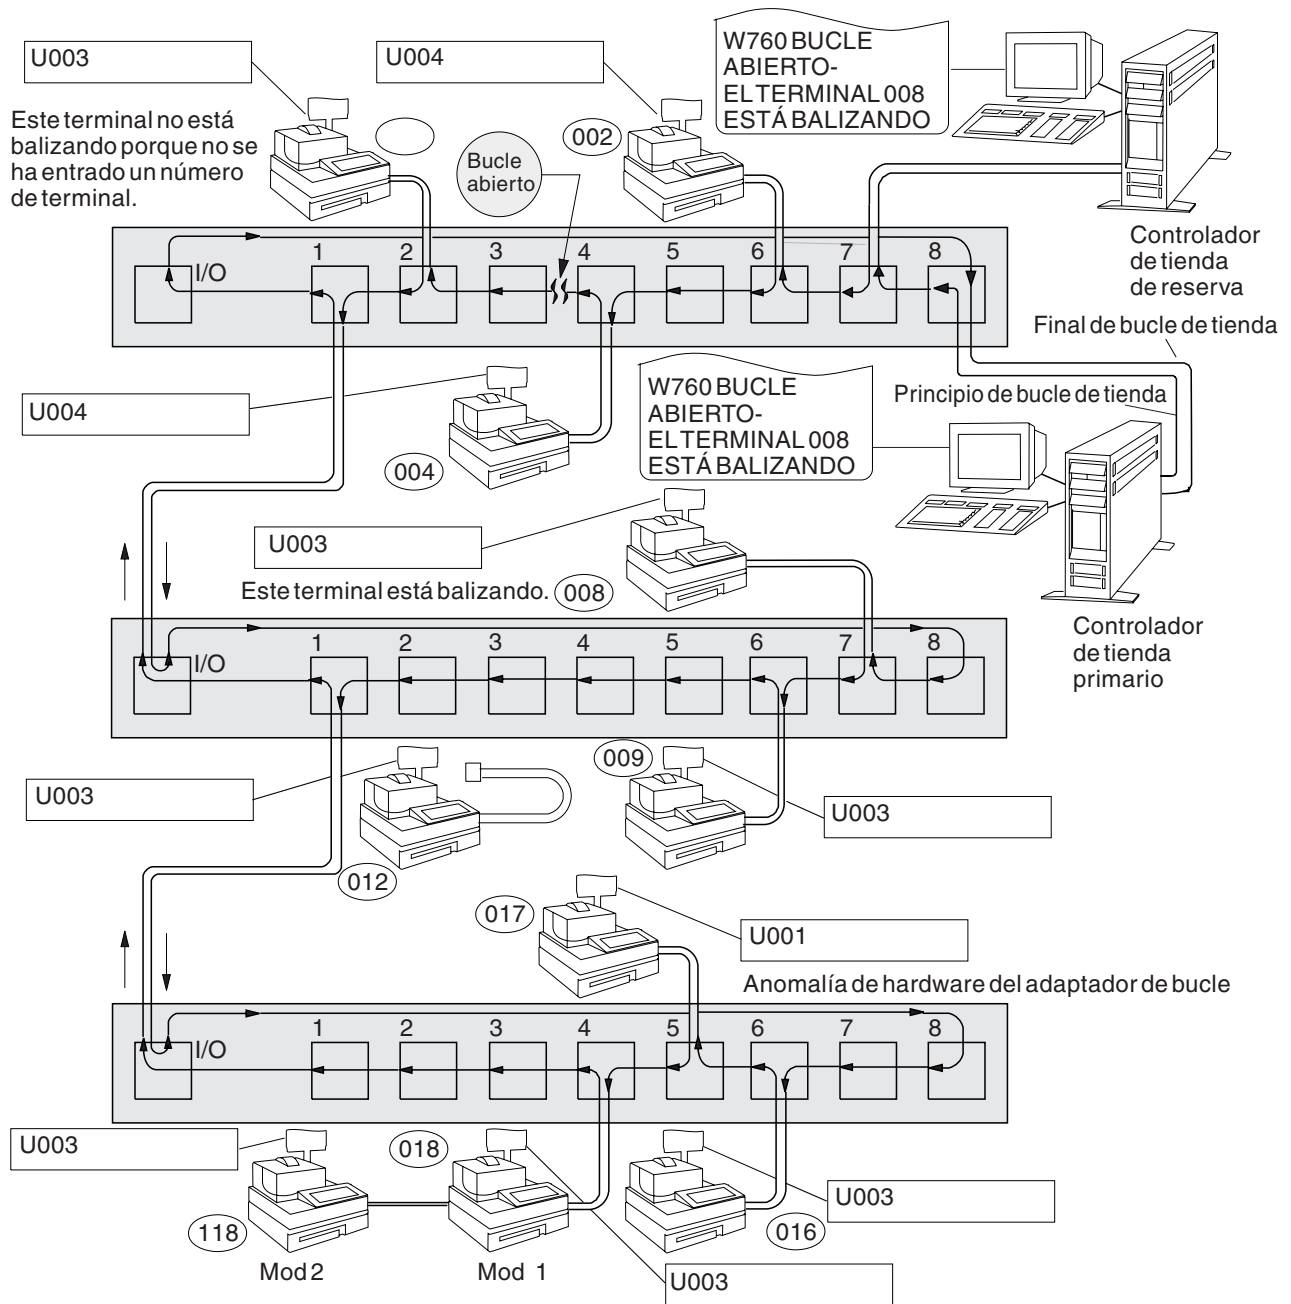 U003
U004
W760 BUCLE
ABIERTO-
EL TERMINAL 008
ESTÁ BALIZANDO
Este terminal no está
balizando porque no se
ha entrado un número
de terminal.
Bucle
abierto
002
I/O
1
2
3
4
5
6
7
8
Controlador
de tienda
de reserva
Final de bucle de tienda
Principio de bucle de tienda
U004
004
W760 BUCLE
ABIERTO-
EL TERMINAL 008
ESTÁ BALIZANDO
U003
Este terminal está balizando.
008
Controlador
de tienda
primario
I/O
1
2
3
4
5
6
7
8
U003
012
009
U003
017
U001
Anomalía de hardware del adaptador de bucle
I/O
1
2
3
4
5
6
7
8
U003
118
Mod 2
018
Mod 1
U003
016
U003